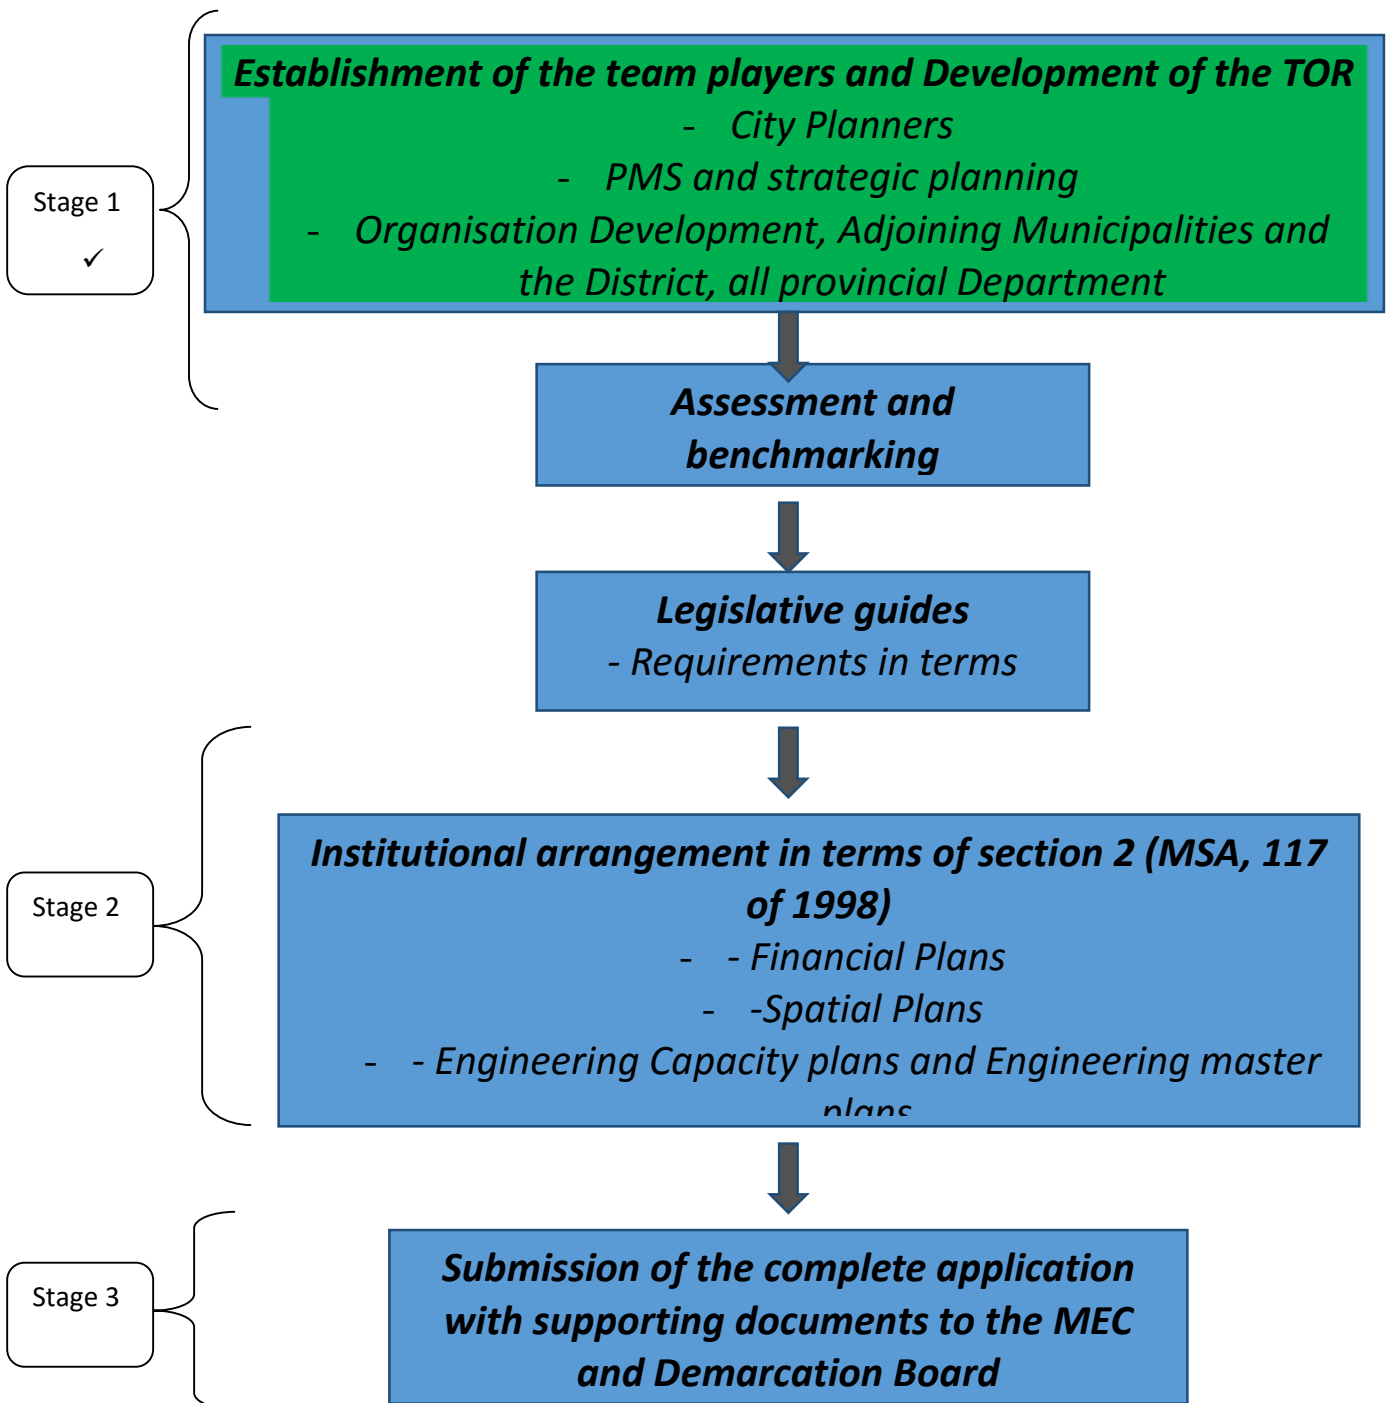 Establishment of the team players and Development of the TOR
- City Planners
- PMS and strategic planning
- Organisation Development, Adjoining Municipalities and
the District, all provincial Department
Stage 1
✓
Assessment and
benchmarking
Legislative guides
- Requirements in terms
Institutional arrangement in terms of section 2 (MSA, 117
of 1998)
- - Financial Plans
- -Spatial Plans
- - Engineering Capacity plans and Engineering master
plans
Stage 2
Submission of the complete application
with supporting documents to the MEC
and Demarcation Board
Stage 3